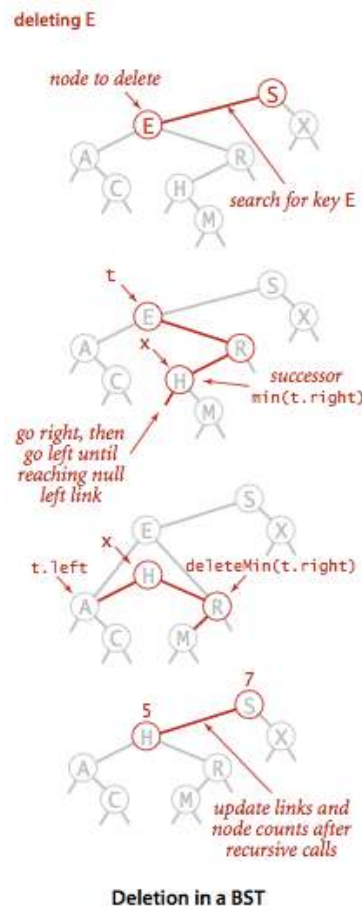 deleting E
node to delete
S
E
A
R
X
C
H
M
search for key E
t
S
E
X
x
A
R
H
C
M
successor
min(t.right)
go right, then
go left until
reaching null
left link
S
E
X
x
H
t.left
deleteMin(t.right)
A
R
C
M
7
5
S
H
X
A
R
C
M
update links and
node counts after
recursive calls
Deletion in a BST